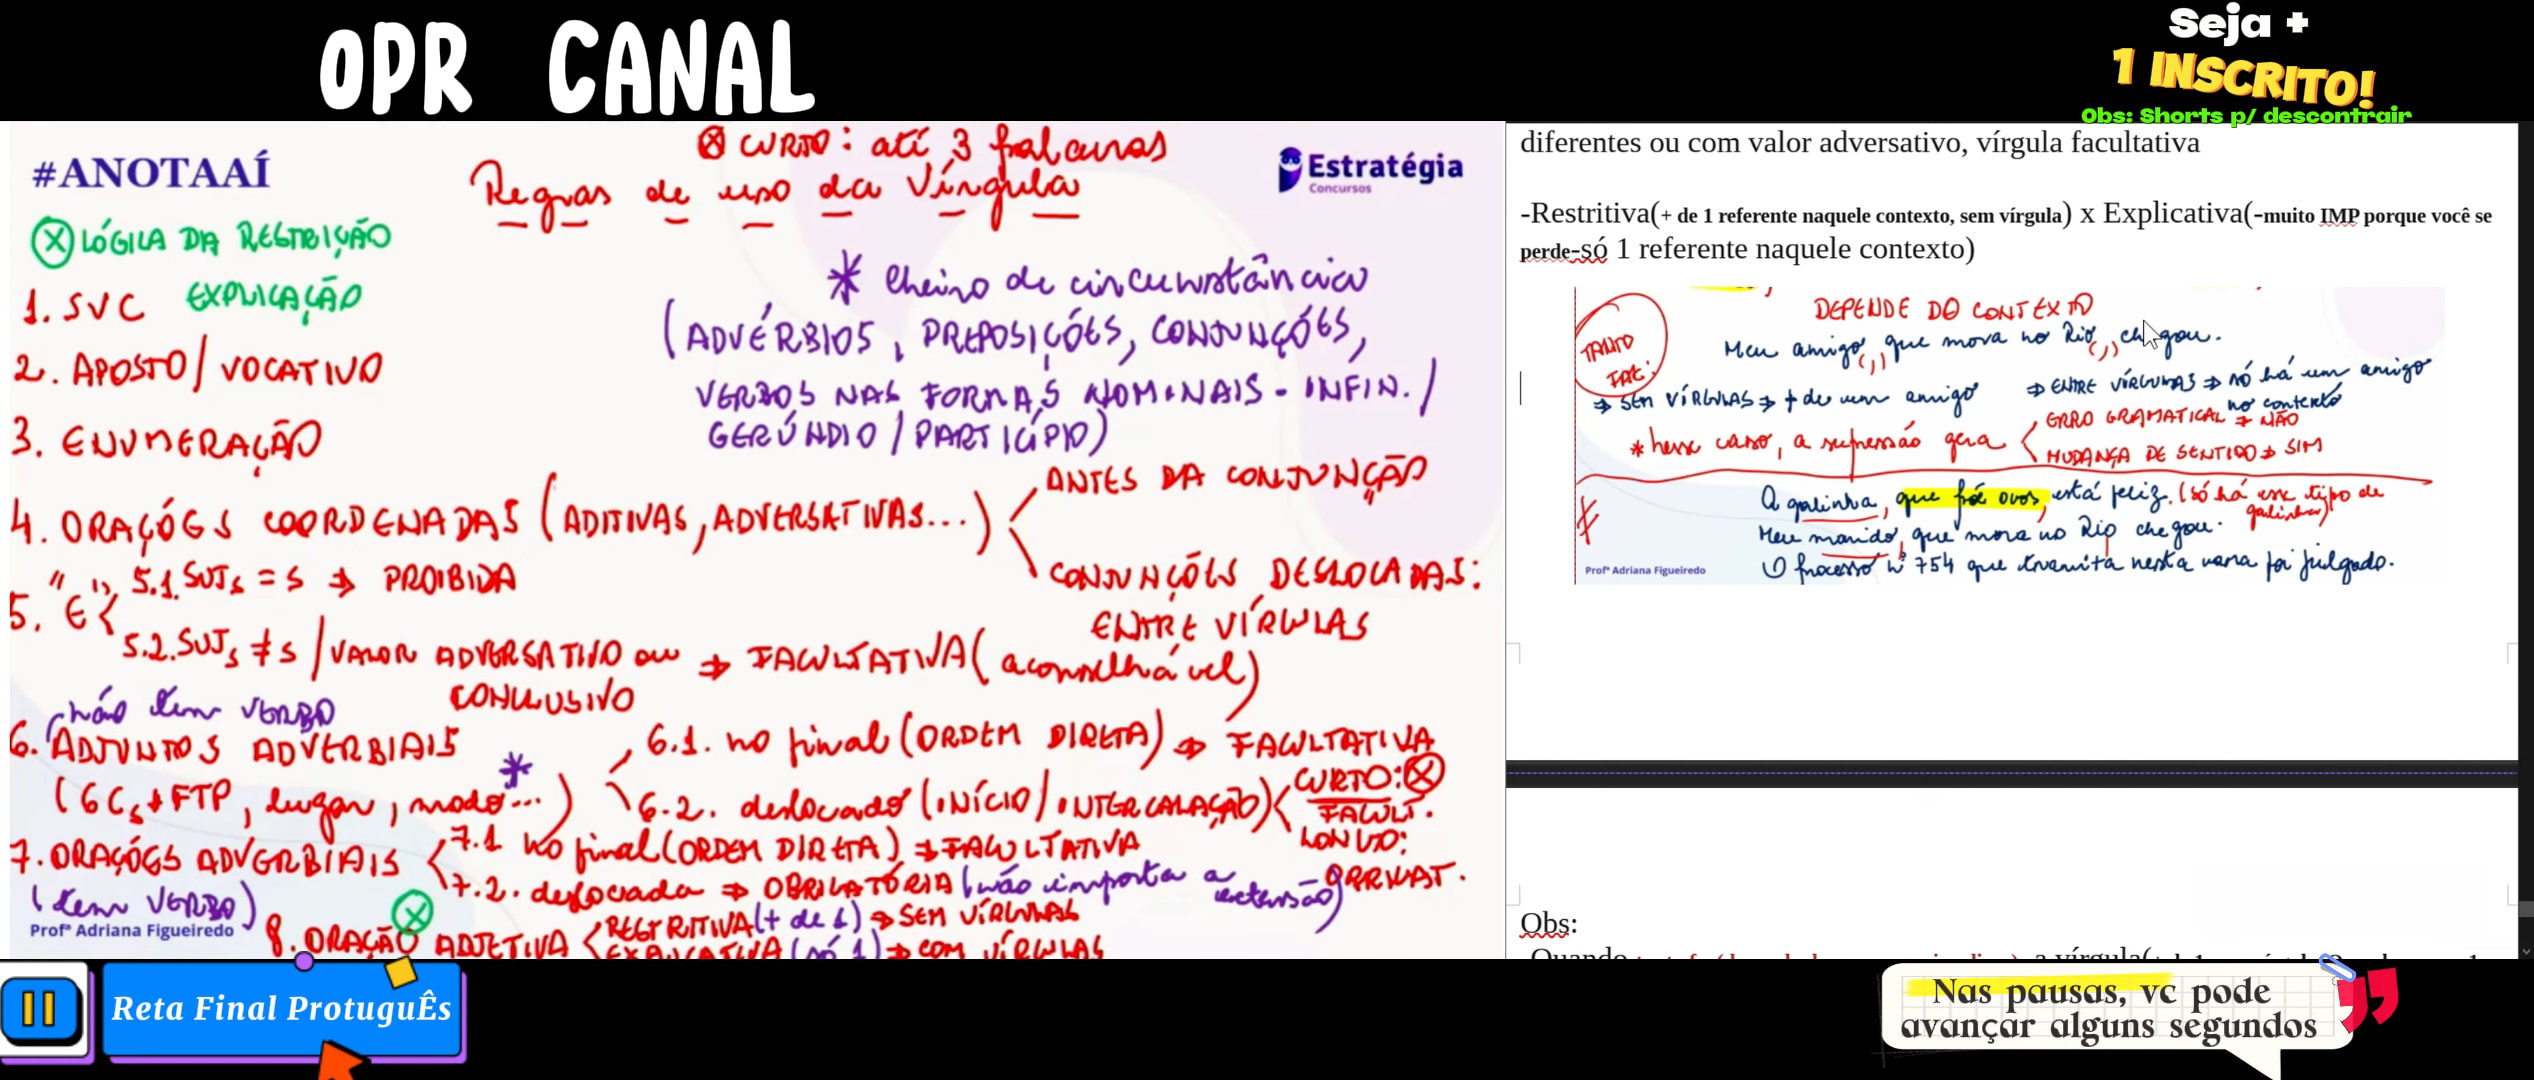 OPR CANAL
Seja +
1 INSCRITO!
Obs: Shorts p/ descontrair
#ANOTAAÍ
⊗ CURTO: até 3 palavras
Regras de uso da Vírgula
Estratégia
Concursos
⊗ LÓGICA DA RESTRIÇÃO
EXPLICAÇÃO
1. SVC
2. APOSTO/VOCATIVO
3. ENUMERAÇÃO
* Cheiro de circunstância
(ADVÉRBIOS, PREPOSIÇÕES, CONJUNÇÕES,
VERBOS NAS FORMAS NOMINAIS - INFIN./
GERÚNDIO/PARTICÍPIO)
4. ORAÇÕES COORDENADAS (ADITIVAS, ADVERSATIVAS...)
ANTES DA CONJUNÇÃO
CONJUNÇÕES DESLOCADAS:
ENTRE VÍRGULAS
5. "E"
5.1. SUJs = s ⇒ PROIBIDA
5.2. SUJs ≠ s / VALOR ADVERSATIVO ou ⇒ FACULTATIVA (aconselhável)
CONCLUSIVO
(não tem VERBO
6. ADJUNTOS ADVERBIAIS *
(6Cs + FTP, lugar, modo...)
6.1. no final (ORDEM DIRETA) ⇒ FACULTATIVA
6.2. deslocado (INÍCIO/INTERCALAÇÃO)
CURTO: ⊗
FACULT.
LONGO:
OBRIGAT.
7. ORAÇÕES ADVERBIAIS
(tem VERBO)
7.1 no final (ORDEM DIRETA) ⇒ FACULTATIVA
7.2. deslocada ⇒ OBRIGATÓRIA (não importa a extensão)
⊗
8. ORAÇÃO ADJETIVA
RESTRITIVA (+ de 1) ⇒ SEM VÍRGULAS
EXPLICATIVA (só 1) ⇒ COM VÍRGULAS
Profª Adriana Figueiredo
diferentes ou com valor adversativo, vírgula facultativa
-Restritiva(+ de 1 referente naquele contexto, sem vírgula) x Explicativa(-muito IMP porque você se
perde-só 1 referente naquele contexto)
TANTO
FAZ:
DEPENDE DO CONTEXTO
Meu amigo(,) que mora no Rio(,) chegou.
⇒ SEM VÍRGULAS ⇒ + de um amigo
⇒ ENTRE VÍRGULAS ⇒ só há um amigo
no contexto
* nesse caso, a supressão gera
ERRO GRAMATICAL ⇒ NÃO
MUDANÇA DE SENTIDO ⇒ SIM
A galinha, que põe ovos, está feliz. (só há esse tipo de
galinha)
Meu marido, que mora no Rio, chegou.
O processo nº 754 que tramita nesta vara foi julgado.
Profª Adriana Figueiredo
Obs:
Reta Final ProtuguÊs
Nas pausas, vc pode
avançar alguns segundos